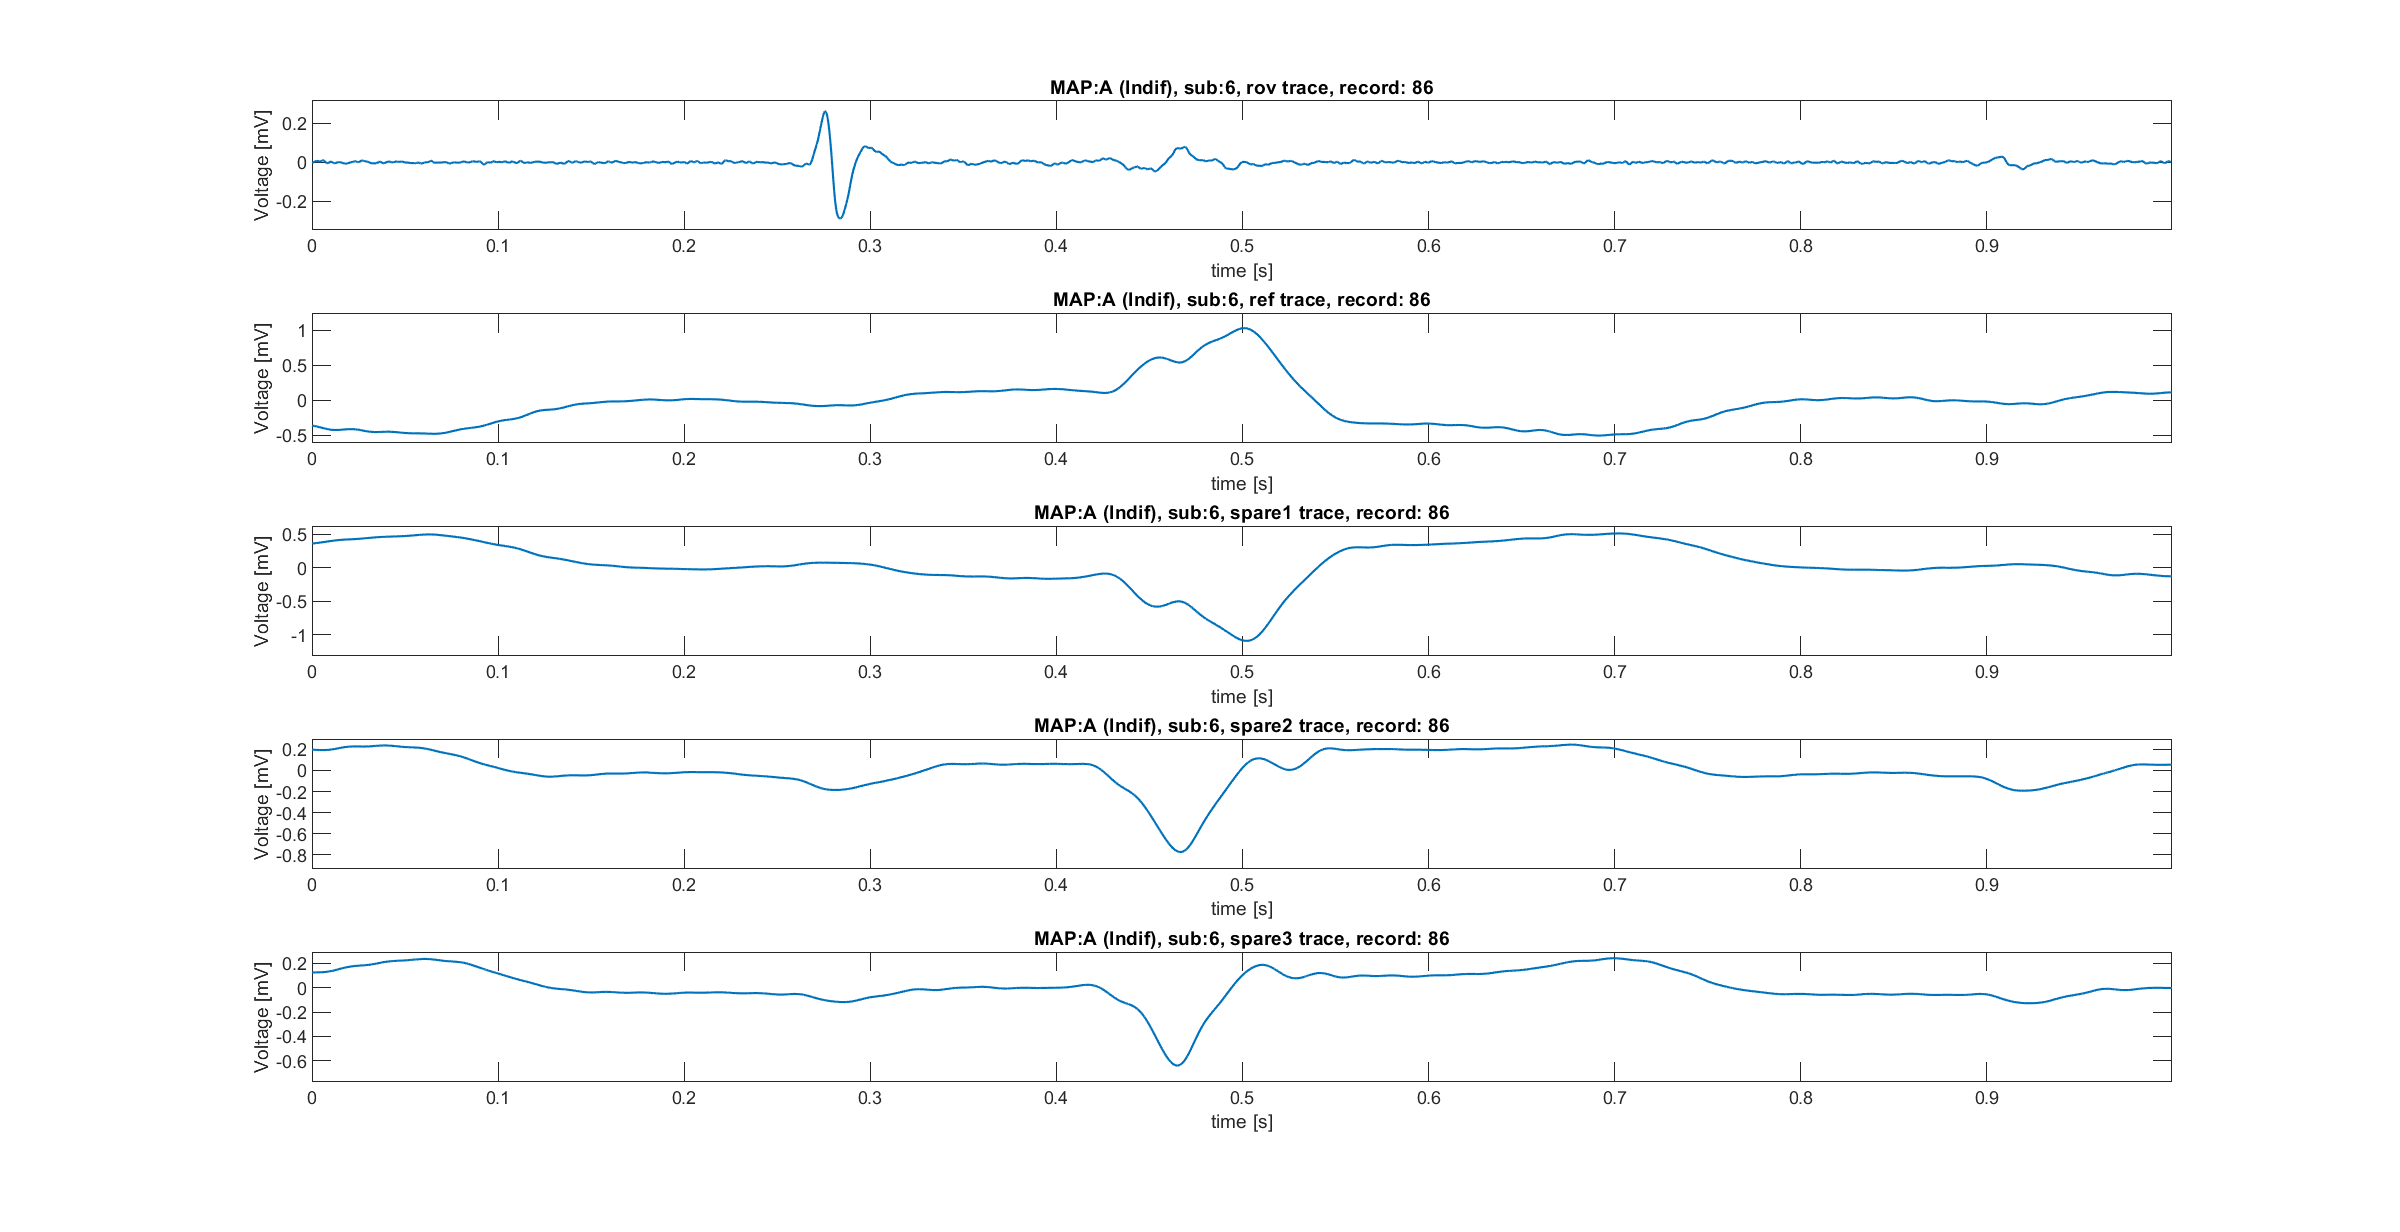 MAP:A (Indif), sub:6, rov trace, record: 86
Voltage [mV]
0.2
0
-0.2
0 0.1 0.2 0.3 0.4 0.5 0.6 0.7 0.8 0.9
time [s]
MAP:A (Indif), sub:6, ref trace, record: 86
Voltage [mV]
1
0.5
0
-0.5
0 0.1 0.2 0.3 0.4 0.5 0.6 0.7 0.8 0.9
time [s]
MAP:A (Indif), sub:6, spare1 trace, record: 86
Voltage [mV]
0.5
0
-0.5
-1
0 0.1 0.2 0.3 0.4 0.5 0.6 0.7 0.8 0.9
time [s]
MAP:A (Indif), sub:6, spare2 trace, record: 86
Voltage [mV]
0.2
0
-0.2
-0.4
-0.6
-0.8
0 0.1 0.2 0.3 0.4 0.5 0.6 0.7 0.8 0.9
time [s]
MAP:A (Indif), sub:6, spare3 trace, record: 86
Voltage [mV]
0.2
0
-0.2
-0.4
-0.6
0 0.1 0.2 0.3 0.4 0.5 0.6 0.7 0.8 0.9
time [s]